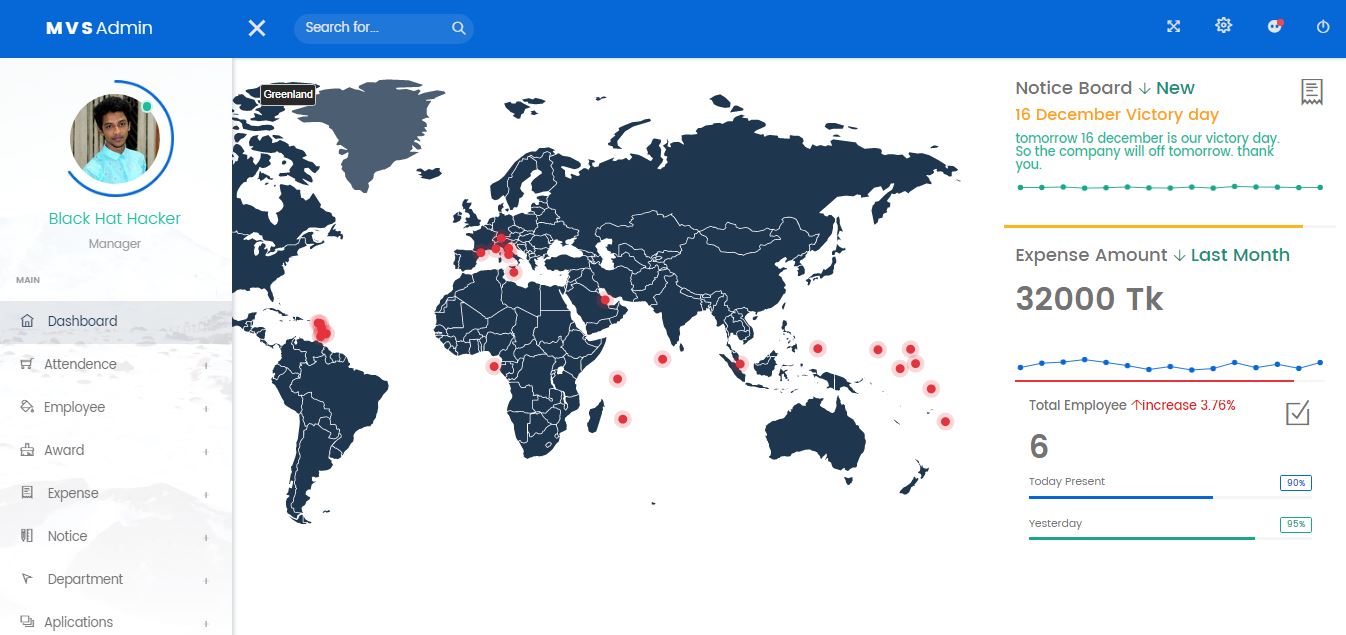 MVS Admin
Search for...
Black Hat Hacker
Manager
MAIN
Dashboard
Attendence
+
Employee
+
Award
+
Expense
+
Notice
+
Department
+
Aplications
+
Greenland
Notice Board ↓ New
16 December Victory day
tomorrow 16 december is our victory day.
So the company will off tomorrow. thank
you.
Expense Amount ↓ Last Month
32000 Tk
Total Employee ↑increase 3.76%
6
Today Present
90%
Yesterday
95%